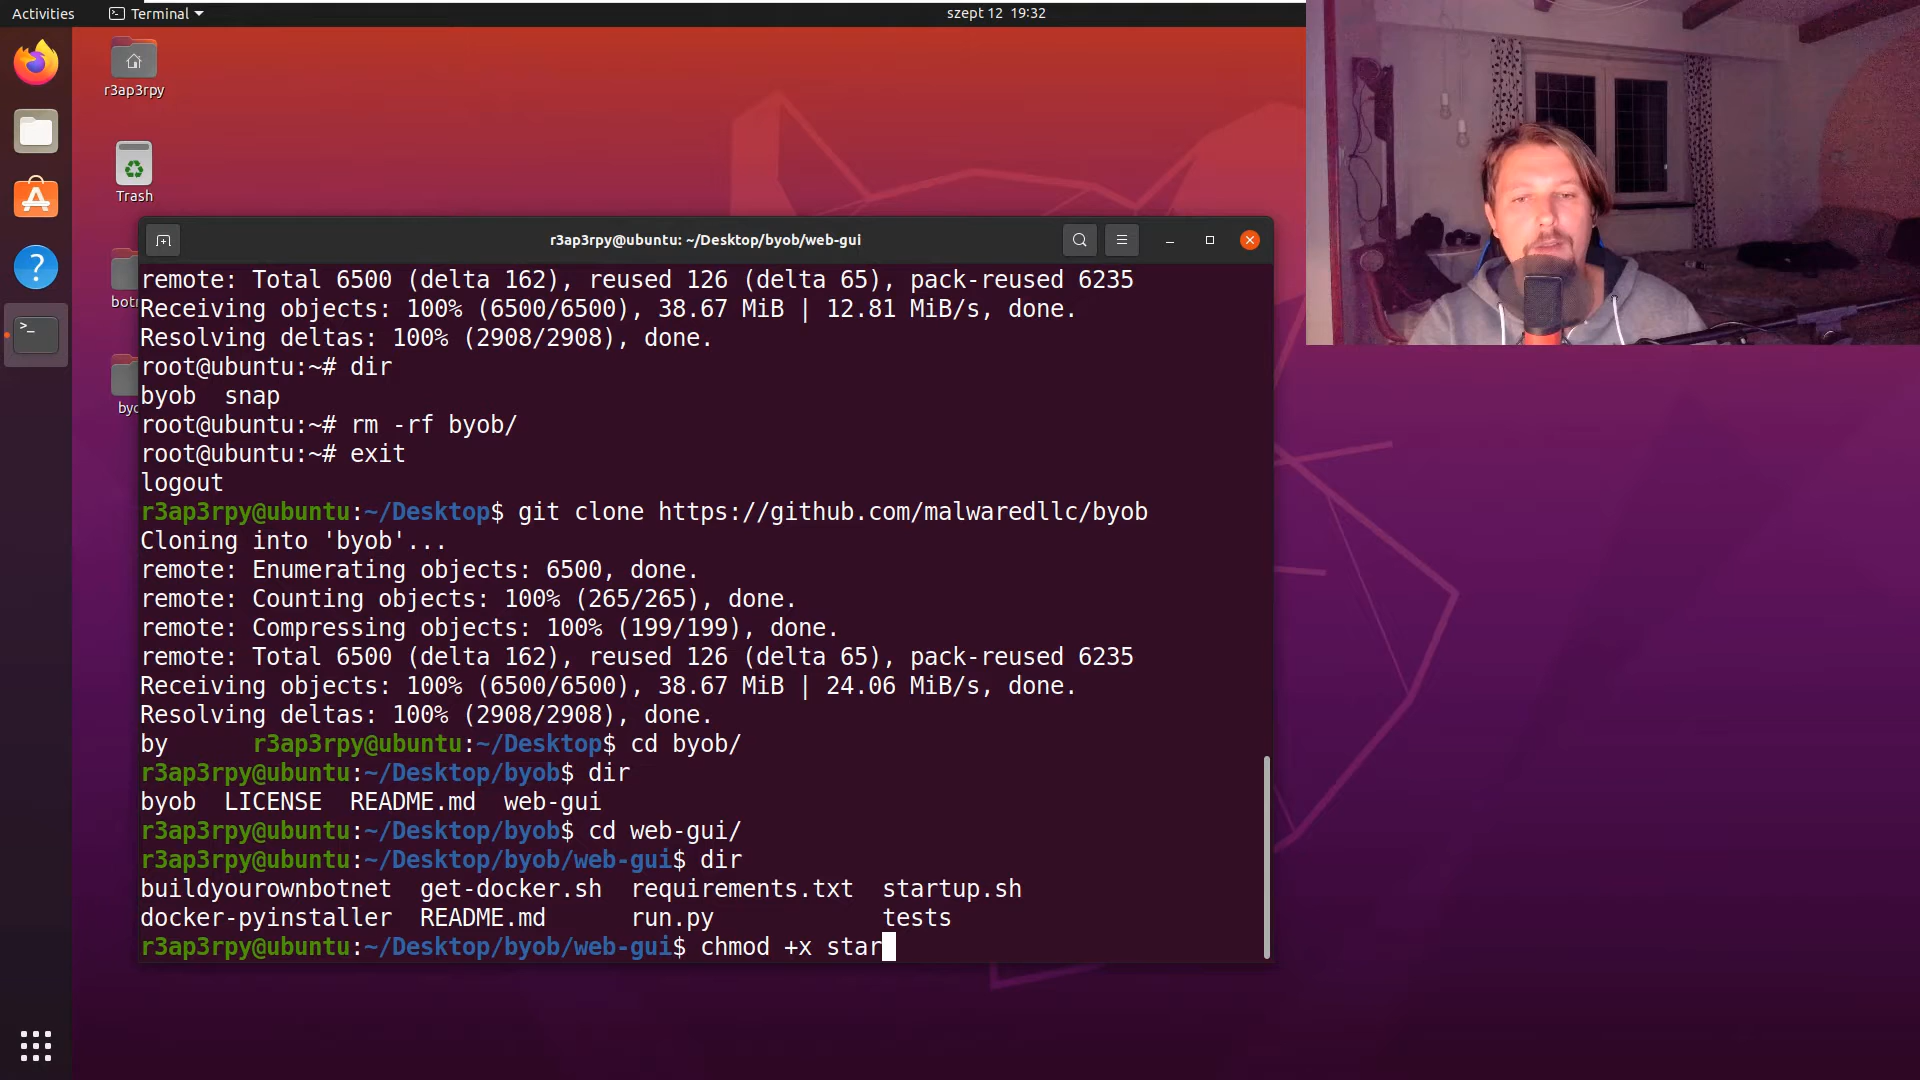 Activities
Terminal
szept 12 19:32
r3ap3rpy
Trash
r3ap3rpy@ubuntu: ~/Desktop/byob/web-gui
remote: Total 6500 (delta 162), reused 126 (delta 65), pack-reused 6235
Receiving objects: 100% (6500/6500), 38.67 MiB | 12.81 MiB/s, done.
Resolving deltas: 100% (2908/2908), done.
root@ubuntu:~# dir
byob  snap
root@ubuntu:~# rm -rf byob/
root@ubuntu:~# exit
logout
r3ap3rpy@ubuntu:~/Desktop$ git clone https://github.com/malwaredllc/byob
Cloning into 'byob'...
remote: Enumerating objects: 6500, done.
remote: Counting objects: 100% (265/265), done.
remote: Compressing objects: 100% (199/199), done.
remote: Total 6500 (delta 162), reused 126 (delta 65), pack-reused 6235
Receiving objects: 100% (6500/6500), 38.67 MiB | 24.06 MiB/s, done.
Resolving deltas: 100% (2908/2908), done.
by      r3ap3rpy@ubuntu:~/Desktop$ cd byob/
r3ap3rpy@ubuntu:~/Desktop/byob$ dir
byob  LICENSE  README.md  web-gui
r3ap3rpy@ubuntu:~/Desktop/byob$ cd web-gui/
r3ap3rpy@ubuntu:~/Desktop/byob/web-gui$ dir
buildyourownbotnet  get-docker.sh  requirements.txt  startup.sh
docker-pyinstaller  README.md      run.py            tests
r3ap3rpy@ubuntu:~/Desktop/byob/web-gui$ chmod +x star